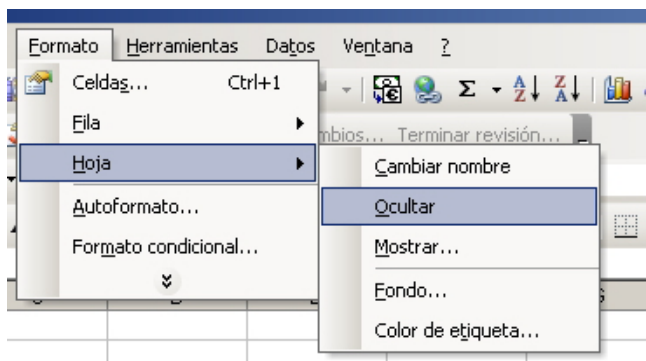 Formato Herramientas Datos Ventana ?
Celdas... Ctrl+1
Fila
mbios... Terminar revisión...
Hoja
Cambiar nombre
Autoformato...
Ocultar
Formato condicional...
Mostrar...
Fondo...
Color de etiqueta...